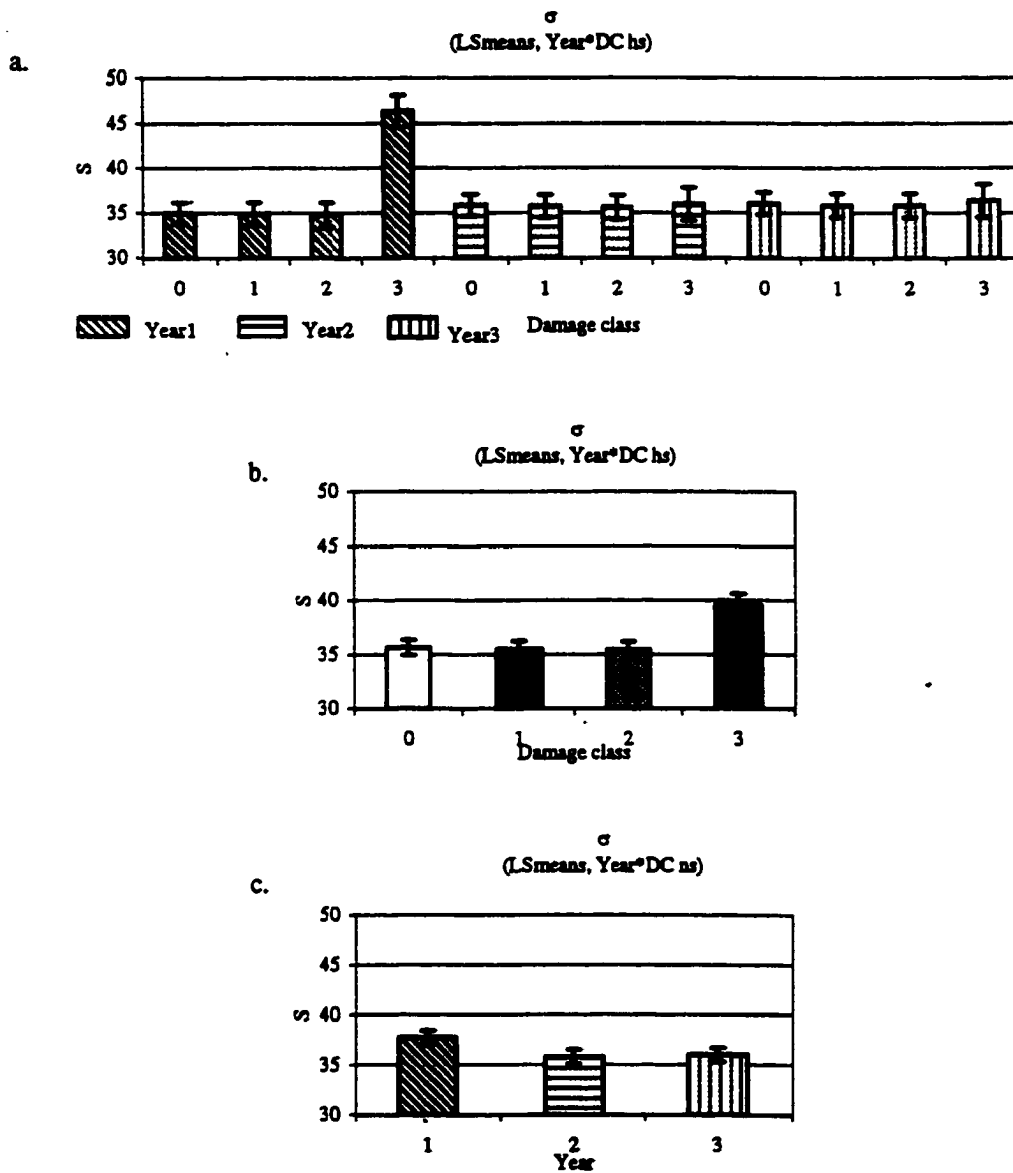 σ
(LSmeans, Year*DC hs)
a.
50
45
40
35
30
S
0 1 2 3 0 1 2 3 0 1 2 3
Year1 Year2 Year3 Damage class
σ
(LSmeans, Year*DC hs)
b.
50
45
40
35
30
S
0 1 2 3
Damage class
σ
(LSmeans, Year*DC ns)
c.
50
45
40
35
30
S
1 2 3
Year